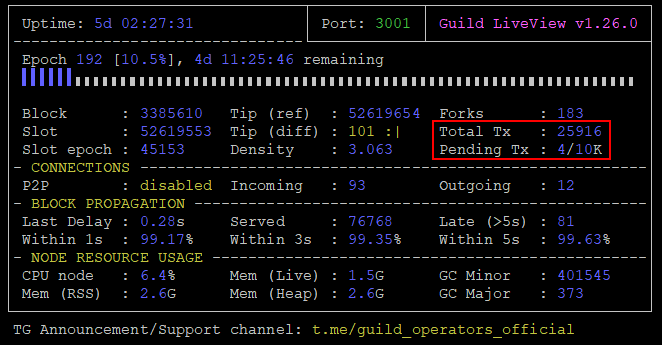 Uptime: 5d 02:27:31 Port: 3001 Guild LiveView v1.26.0
Epoch 192 [10.5%], 4d 11:25:46 remaining
Block : 3385610 Tip (ref) : 52619654 Forks : 183
Slot : 52619553 Tip (diff) : 101 :| Total Tx : 25916
Slot epoch : 45153 Density : 3.063 Pending Tx : 4/10K
- CONNECTIONS
P2P : disabled Incoming : 93 Outgoing : 12
- BLOCK PROPAGATION
Last Delay : 0.28s Served : 76768 Late (>5s) : 81
Within 1s : 99.17% Within 3s : 99.35% Within 5s : 99.63%
- NODE RESOURCE USAGE
CPU node : 6.4% Mem (Live) : 1.5G GC Minor : 401545
Mem (RSS) : 2.6G Mem (Heap) : 2.6G GC Major : 373
TG Announcement/Support channel: t.me/guild_operators_official